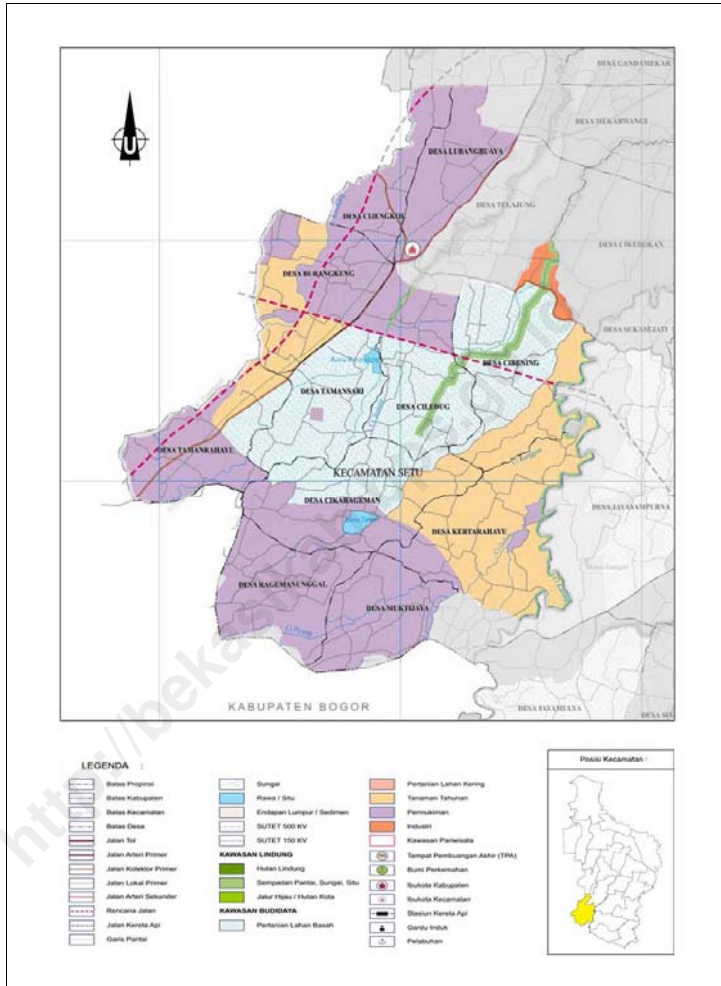 U
DESA GANDAMEKAR
DESA MEKARWANGI
DESA LUBANGBUAYA
DESA TELAJUNG
DESA CIJENGKOL
DESA CIKEDOKAN
DESA BURANGKENG
DESA SUKAMEJATI
DESA CIBENING
DESA TAMANSARI
DESA CILEDUG
DESA TAMANRAHAYU
KECAMATAN SETU
DESA CIKARAGEMAN
DESA JAYASAMPURNA
DESA KERTARAHAYU
DESA RAGEMANUNGGAL
DESA MUKTIJAYA
DESA JAYAMULYA
KABUPATEN BOGOR
LEGENDA :
Batas Propinsi
Batas Kabupaten
Batas Kecamatan
Batas Desa
Jalan Tol
Jalan Arteri Primer
Jalan Kolektor Primer
Jalan Lokal Primer
Jalan Arteri Sekunder
Rencana Jalan
Jalan Kereta Api
Garis Pantai
Sungai
Rawa / Situ
Endapan Lumpur / Sedimen
SUTET 500 KV
SUTET 150 KV
KAWASAN LINDUNG
Hutan Lindung
Sempadan Pantai, Sungai, Situ
Jalur Hijau / Hutan Kota
KAWASAN BUDIDAYA
Pertanian Lahan Basah
Pertanian Lahan Kering
Tanaman Tahunan
Permukiman
Industri
Kawasan Pariwisata
Tempat Pembuangan Akhir (TPA)
Bumi Perkemahan
Ibukota Kabupaten
Ibukota Kecamatan
Stasiun Kereta Api
Gardu Induk
Pelabuhan
Posisi Kecamatan :